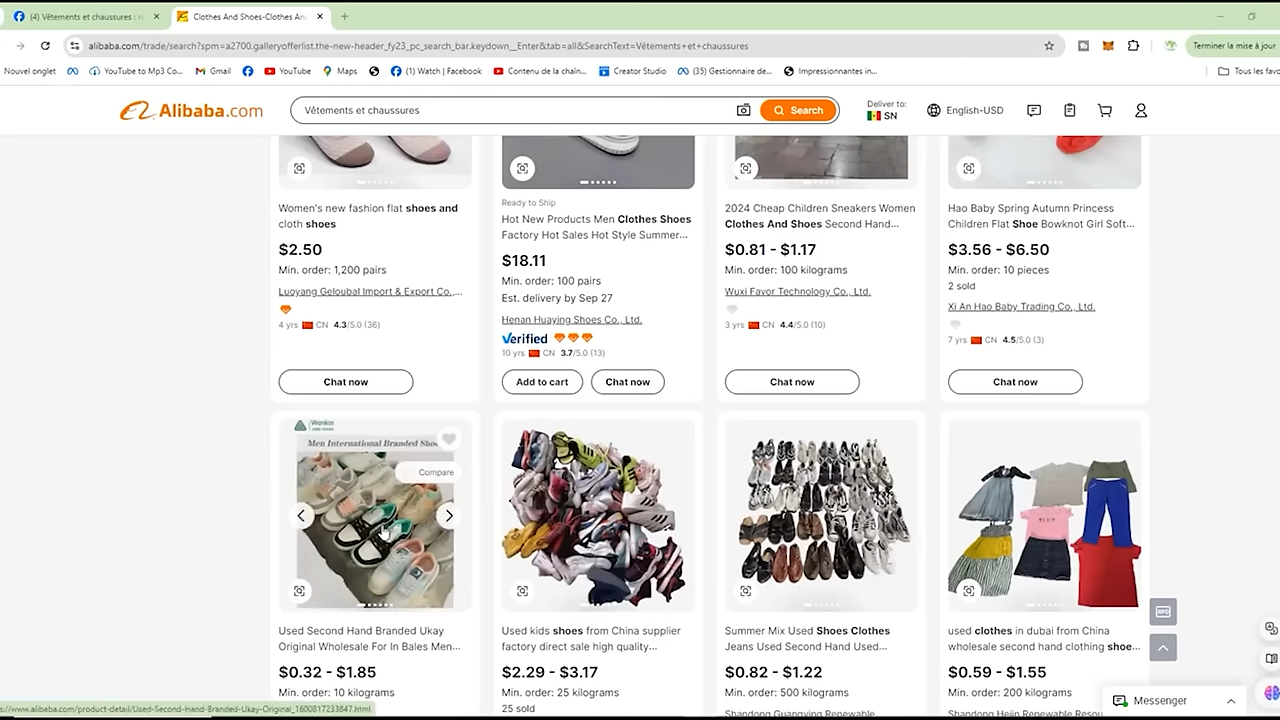 (4) Vêtements et chaussures :
Clothes And Shoes-Clothes An
alibaba.com/trade/search?spm=a2700.galleryofferlist.the-new-header_fy23_pc_search_bar.keydown__Enter&tab=all&SearchText=Vêtements+et+chaussures
Terminer la mise à jour
Nouvel onglet
YouTube to Mp3 Co...
Gmail
YouTube
Maps
(1) Watch | Facebook
Contenu de la chaîn...
Creator Studio
(35) Gestionnaire de...
Impressionnantes in...
Tous les favo
Alibaba.com
Vêtements et chaussures
Search
Deliver to:
SN
English-USD
Women's new fashion flat shoes and
cloth shoes
$2.50
Min. order: 1,200 pairs
Luoyang Geloubal Import & Export Co.,...
4 yrs CN 4.3/5.0 (36)
Chat now
Ready to Ship
Hot New Products Men Clothes Shoes
Factory Hot Sales Hot Style Summer...
$18.11
Min. order: 100 pairs
Est. delivery by Sep 27
Henan Huaying Shoes Co., Ltd.
Verified
10 yrs CN 3.7/5.0 (13)
Add to cart
Chat now
2024 Cheap Children Sneakers Women
Clothes And Shoes Second Hand...
$0.81 - $1.17
Min. order: 100 kilograms
Wuxi Favor Technology Co., Ltd.
3 yrs CN 4.4/5.0 (10)
Chat now
Hao Baby Spring Autumn Princess
Children Flat Shoe Bowknot Girl Soft...
$3.56 - $6.50
Min. order: 10 pieces
2 sold
Xi An Hao Baby Trading Co., Ltd.
7 yrs CN 4.5/5.0 (3)
Chat now
Wankai
Men International Branded Shoe
Compare
Used Second Hand Branded Ukay
Original Wholesale For In Bales Men...
$0.32 - $1.85
Min. order: 10 kilograms
Used kids shoes from China supplier
factory direct sale high quality...
$2.29 - $3.17
Min. order: 25 kilograms
25 sold
Summer Mix Used Shoes Clothes
Jeans Used Second Hand Used...
$0.82 - $1.22
Min. order: 500 kilograms
Shandong Guangying Renewable
used clothes in dubai from China
wholesale second hand clothing shoe...
$0.59 - $1.55
Min. order: 200 kilograms
Shandong Hejin Renewable Resou
RFQ
Messenger
s://www.alibaba.com/product-detail/Used-Second-Hand-Branded-Ukay-Original_1600817233847.html